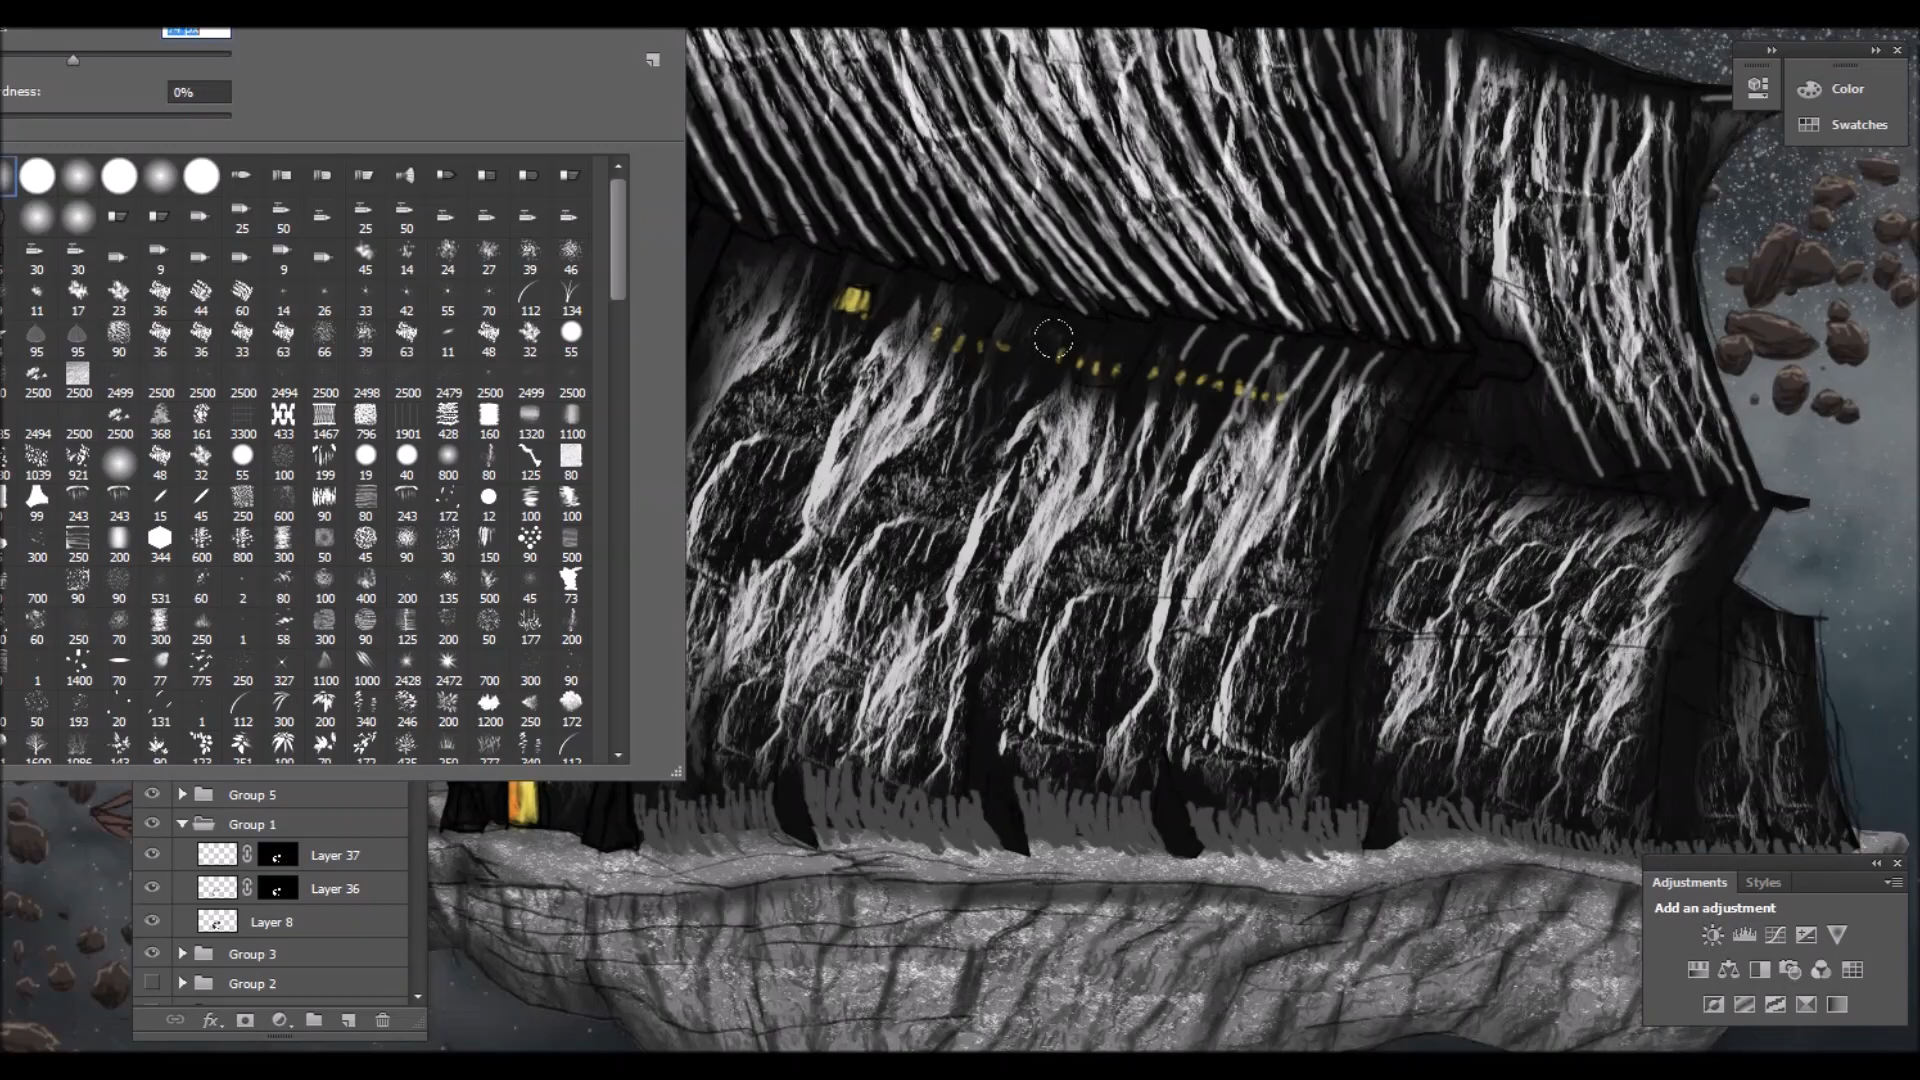 24 px
dness:
0%
25 50 25 50
30 30 9 9 45 14 24 27 39 46
11 17 23 36 44 60 14 26 33 42 55 70 112 134
95 95 90 36 36 33 63 66 39 63 11 48 32 55
2500 2499 2500 2500 2500 2494 2500 2498 2500 2479 2500 2499 2500
2494 2500 2500 368 161 3300 433 1467 796 1901 428 160 1320 1100
1039 921 48 32 55 100 199 19 40 800 80 125 80
99 243 243 15 45 250 600 90 80 243 172 12 100 100
300 250 200 344 600 800 300 50 45 90 30 150 90 500
700 90 90 531 60 2 80 100 400 200 135 500 45 73
60 250 70 300 250 1 58 300 90 125 200 50 177 200
1 1400 70 77 775 250 327 1100 1000 2428 2472 700 300 90
50 193 20 131 1 112 300 200 340 246 200 1200 250 172
Color
Swatches
Group 5
Group 1
Layer 37
Layer 36
Layer 8
Group 3
Group 2
fx
Adjustments Styles
Add an adjustment